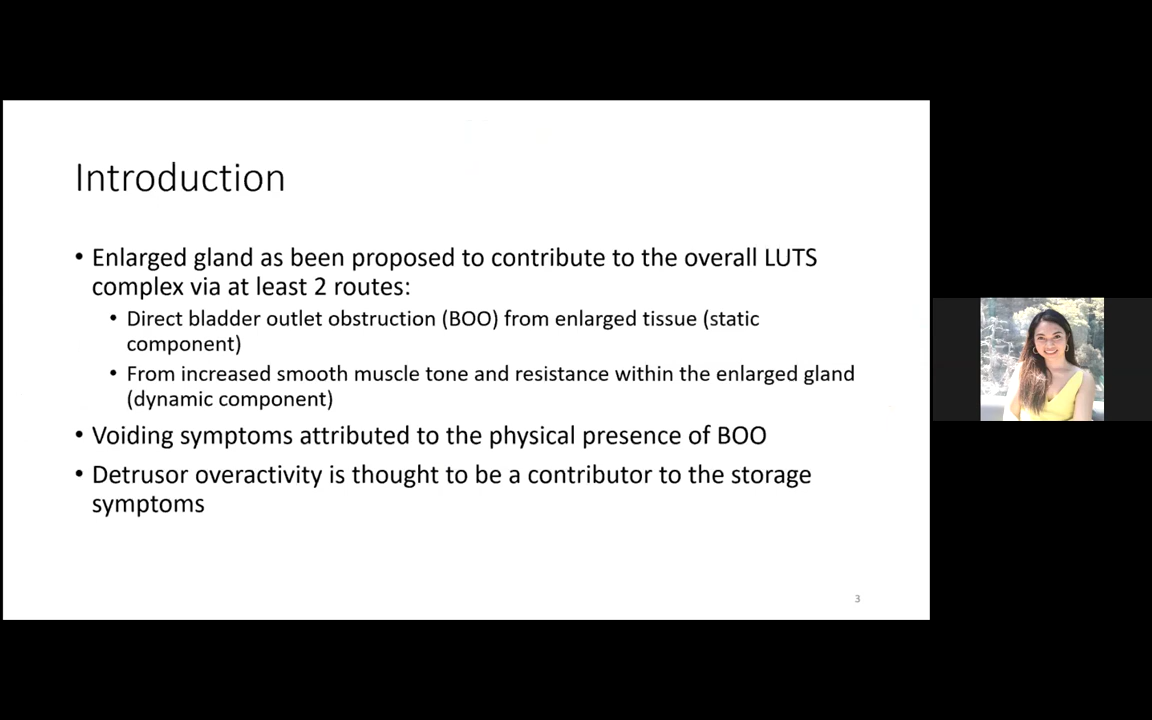 Introduction
• Enlarged gland as been proposed to contribute to the overall LUTS
complex via at least 2 routes:
• Direct bladder outlet obstruction (BOO) from enlarged tissue (static
component)
• From increased smooth muscle tone and resistance within the enlarged gland
(dynamic component)
• Voiding symptoms attributed to the physical presence of BOO
• Detrusor overactivity is thought to be a contributor to the storage
symptoms
3